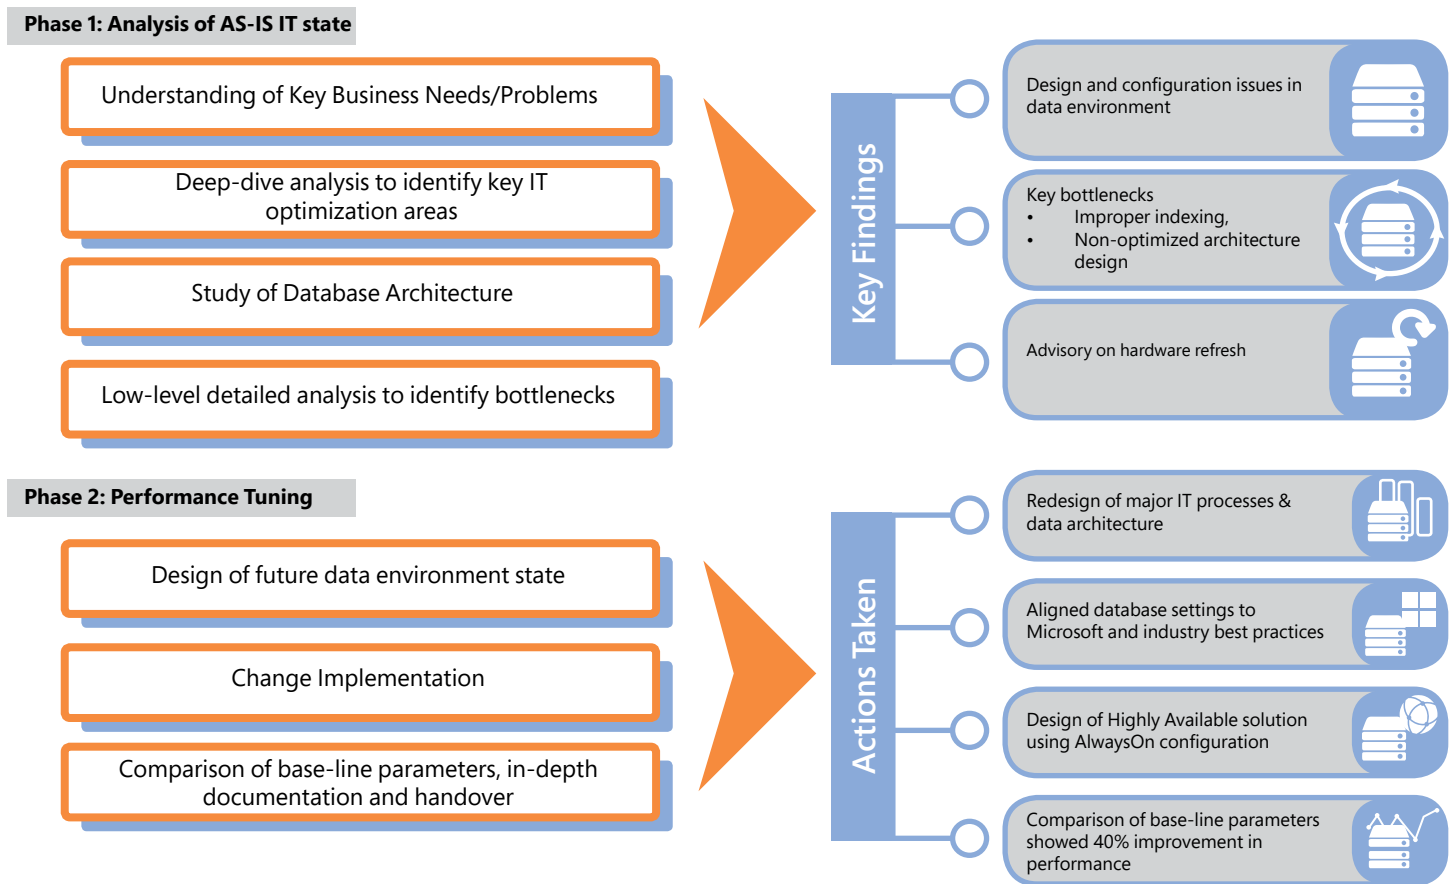 Phase 1: Analysis of AS-IS IT state
Understanding of Key Business Needs/Problems
Deep-dive analysis to identify key IT
optimization areas
Study of Database Architecture
Low-level detailed analysis to identify bottlenecks
Key Findings
Design and configuration issues in
data environment
Key bottlenecks
• Improper indexing,
• Non-optimized architecture
design
Advisory on hardware refresh
Phase 2: Performance Tuning
Design of future data environment state
Change Implementation
Comparison of base-line parameters, in-depth
documentation and handover
Actions Taken
Redesign of major IT processes &
data architecture
Aligned database settings to
Microsoft and industry best practices
Design of Highly Available solution
using AlwaysOn configuration
Comparison of base-line parameters
showed 40% improvement in
performance